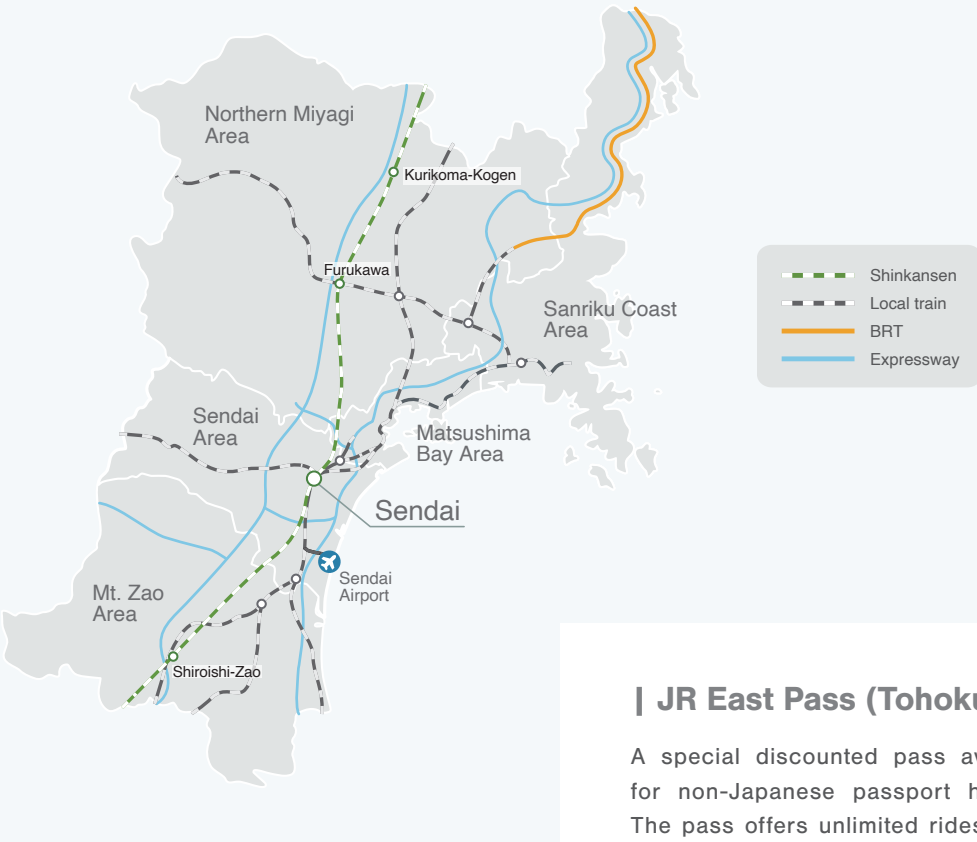 Northern Miyagi
Area
Kurikoma-Kogen
Furukawa
Sanriku Coast
Area
Shinkansen
Local train
BRT
Expressway
Sendai
Area
Matsushima
Bay Area
Sendai
Sendai
Airport
Mt. Zao
Area
Shiroishi-Zao
| JR East Pass (Tohoku
A special discounted pass av
for non-Japanese passport h
The pass offers unlimited rides